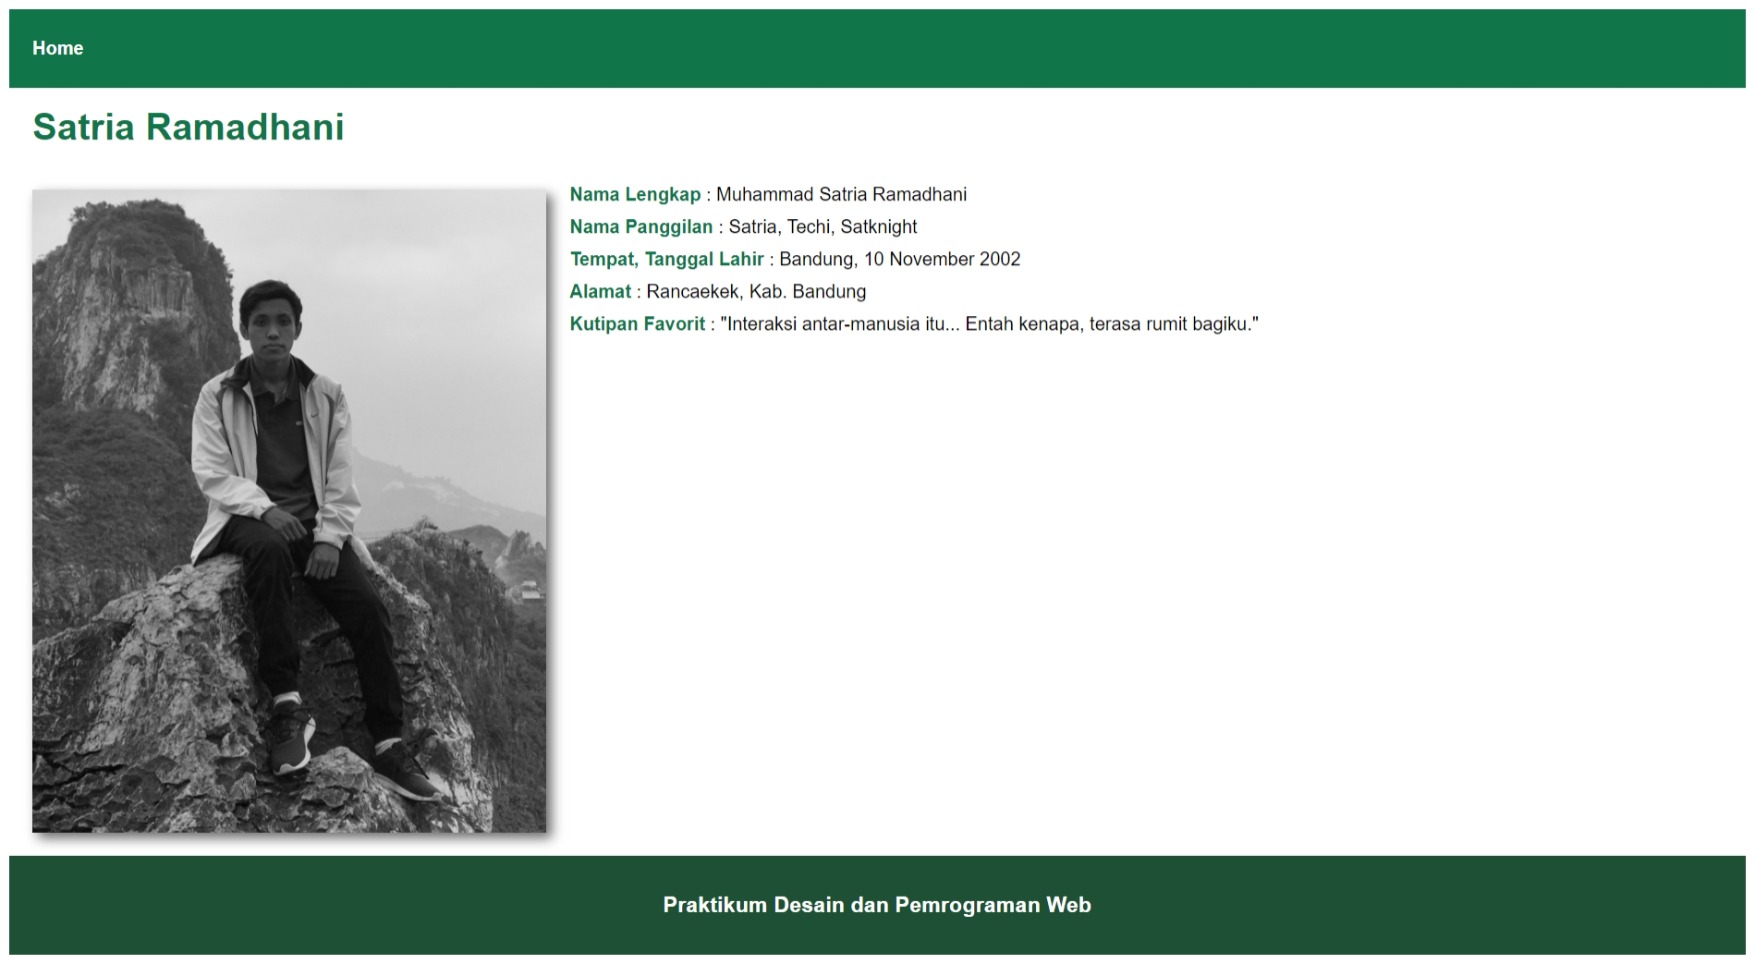 Home
Satria Ramadhani
Nama Lengkap : Muhammad Satria Ramadhani
Nama Panggilan : Satria, Techi, Satknight
Tempat, Tanggal Lahir : Bandung, 10 November 2002
Alamat : Rancaekek, Kab. Bandung
Kutipan Favorit : "Interaksi antar-manusia itu... Entah kenapa, terasa rumit bagiku."
Praktikum Desain dan Pemrograman Web